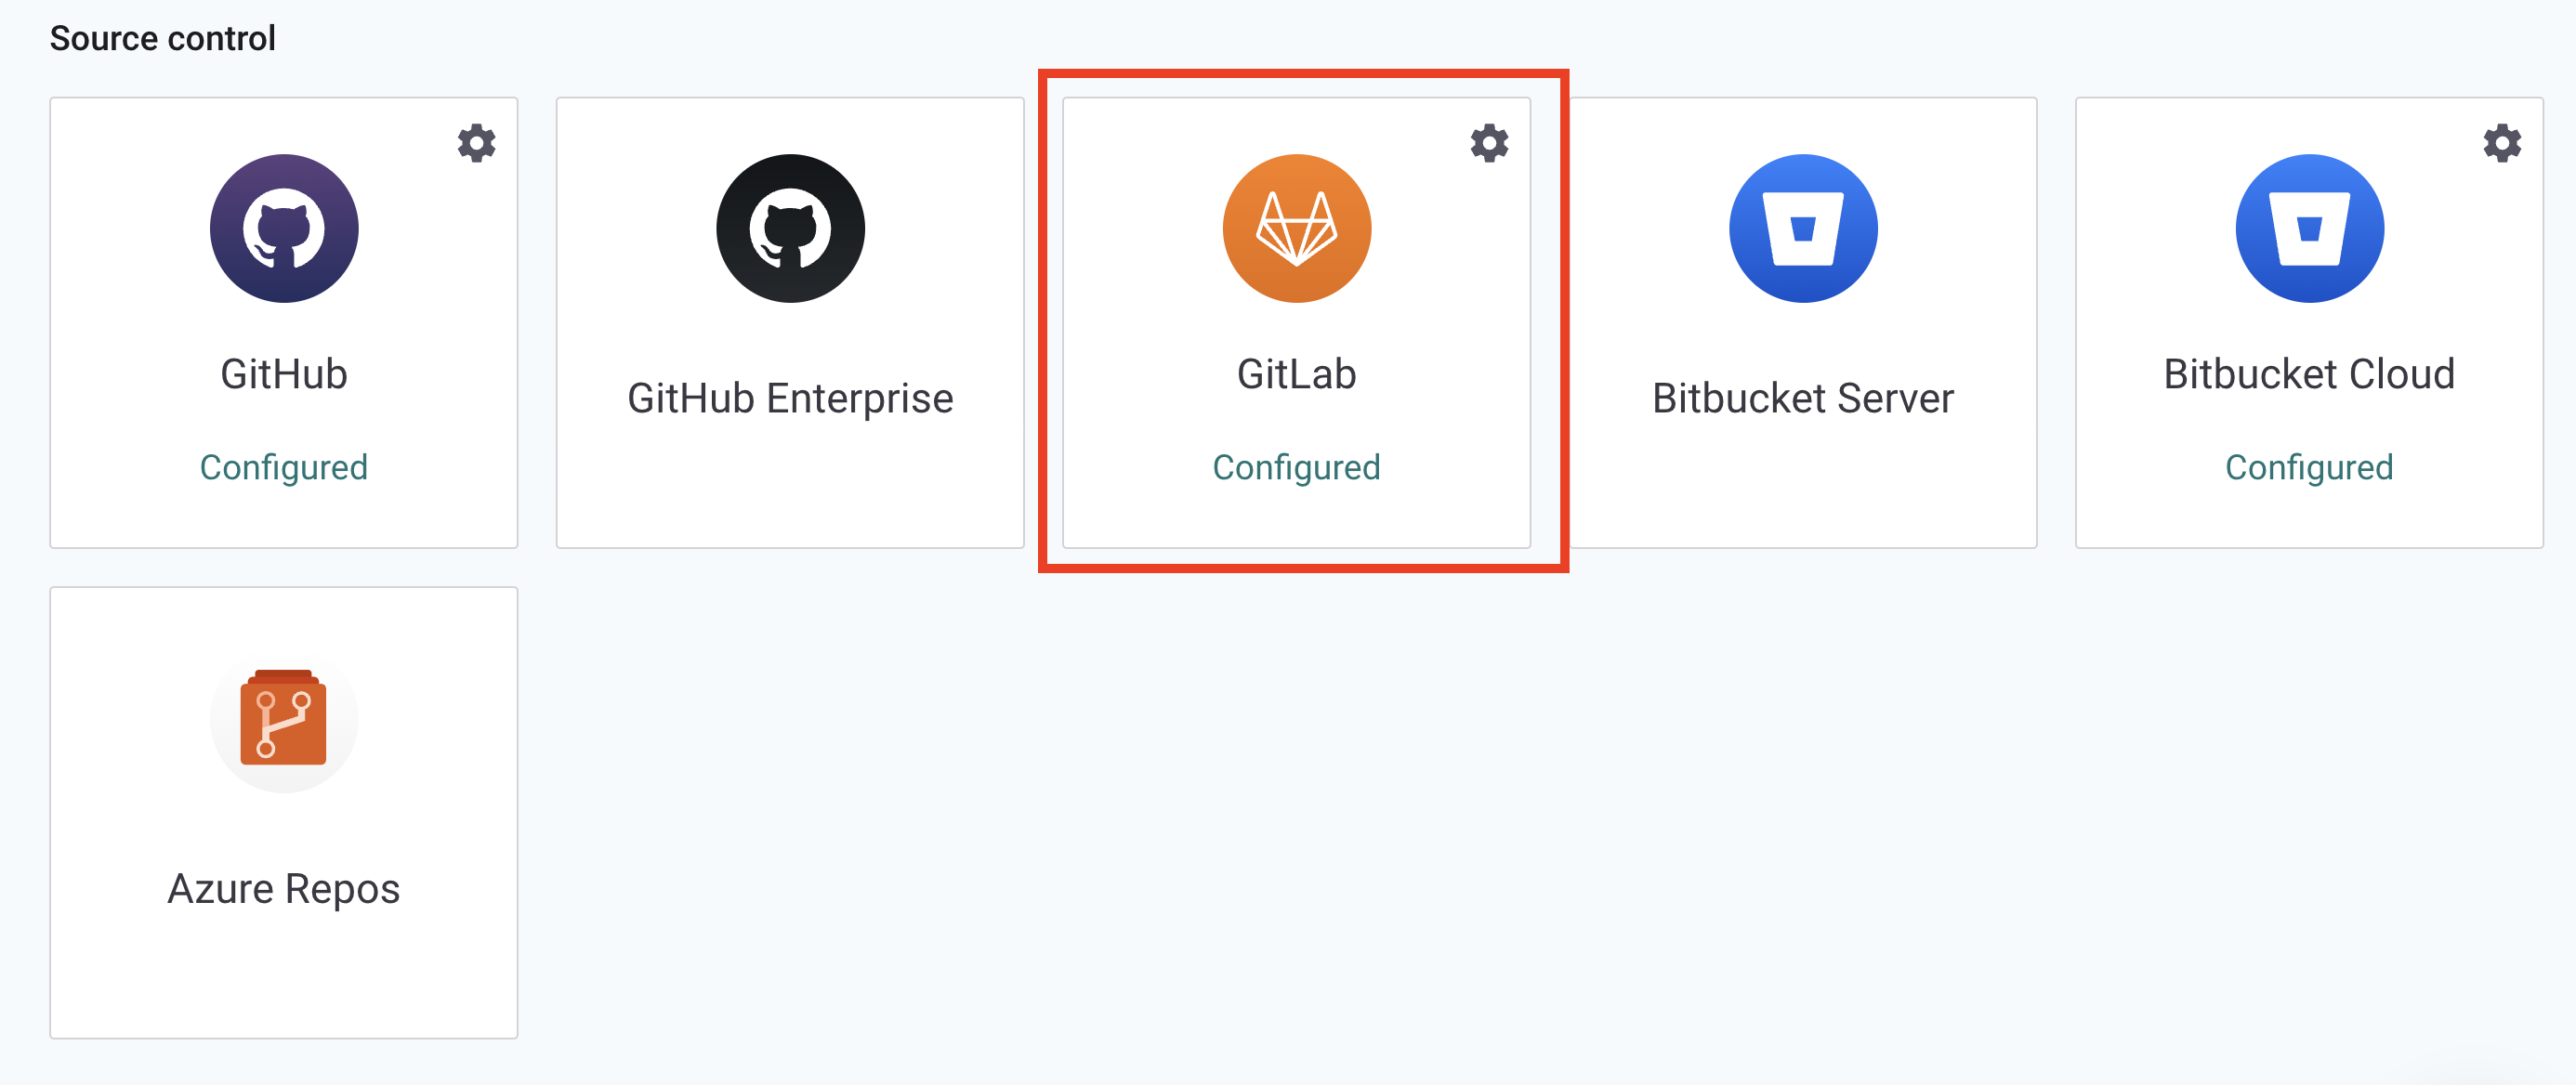 Source control
GitHub
Configured
GitHub Enterprise
GitLab
Configured
Bitbucket Server
Bitbucket Cloud
Configured
Azure Repos